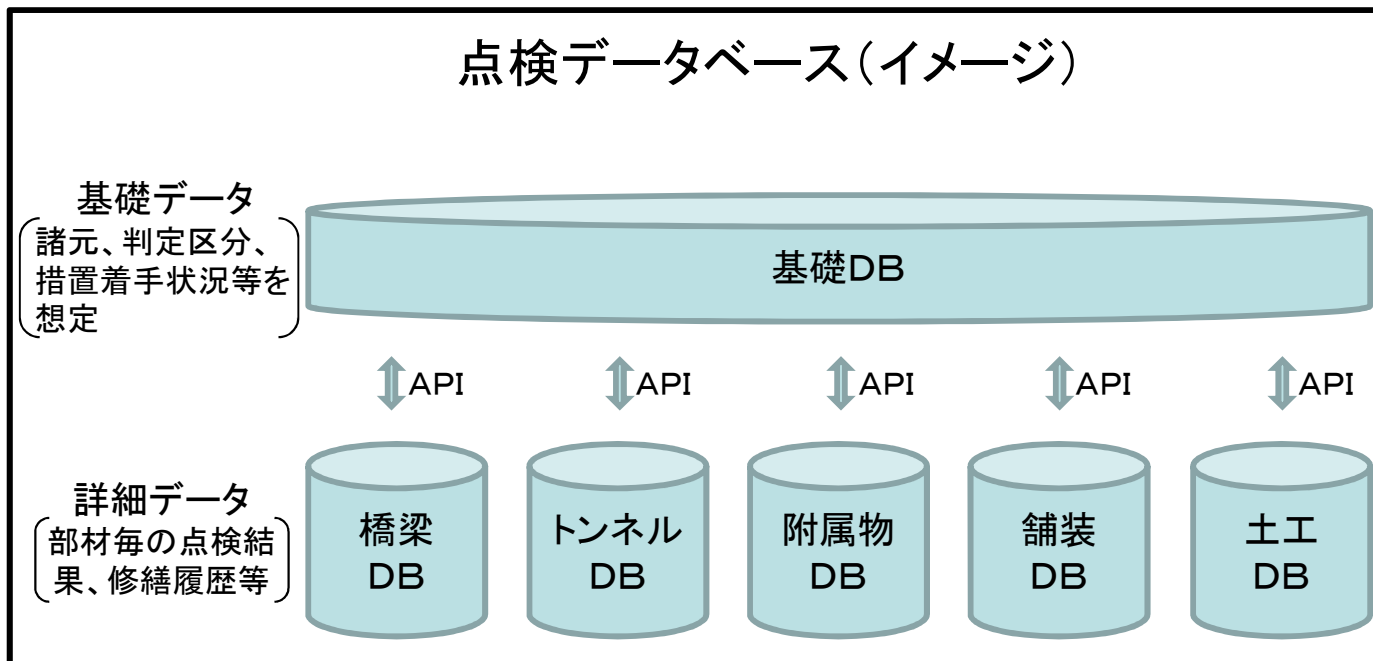 点検データベース(イメージ)
基礎データ
諸元、判定区分、
措置着手状況等を
想定
基礎DB
API
API
API
API
API
詳細データ
部材毎の点検結
果、修繕履歴等
橋梁
DB
トンネル
DB
附属物
DB
舗装
DB
土工
DB